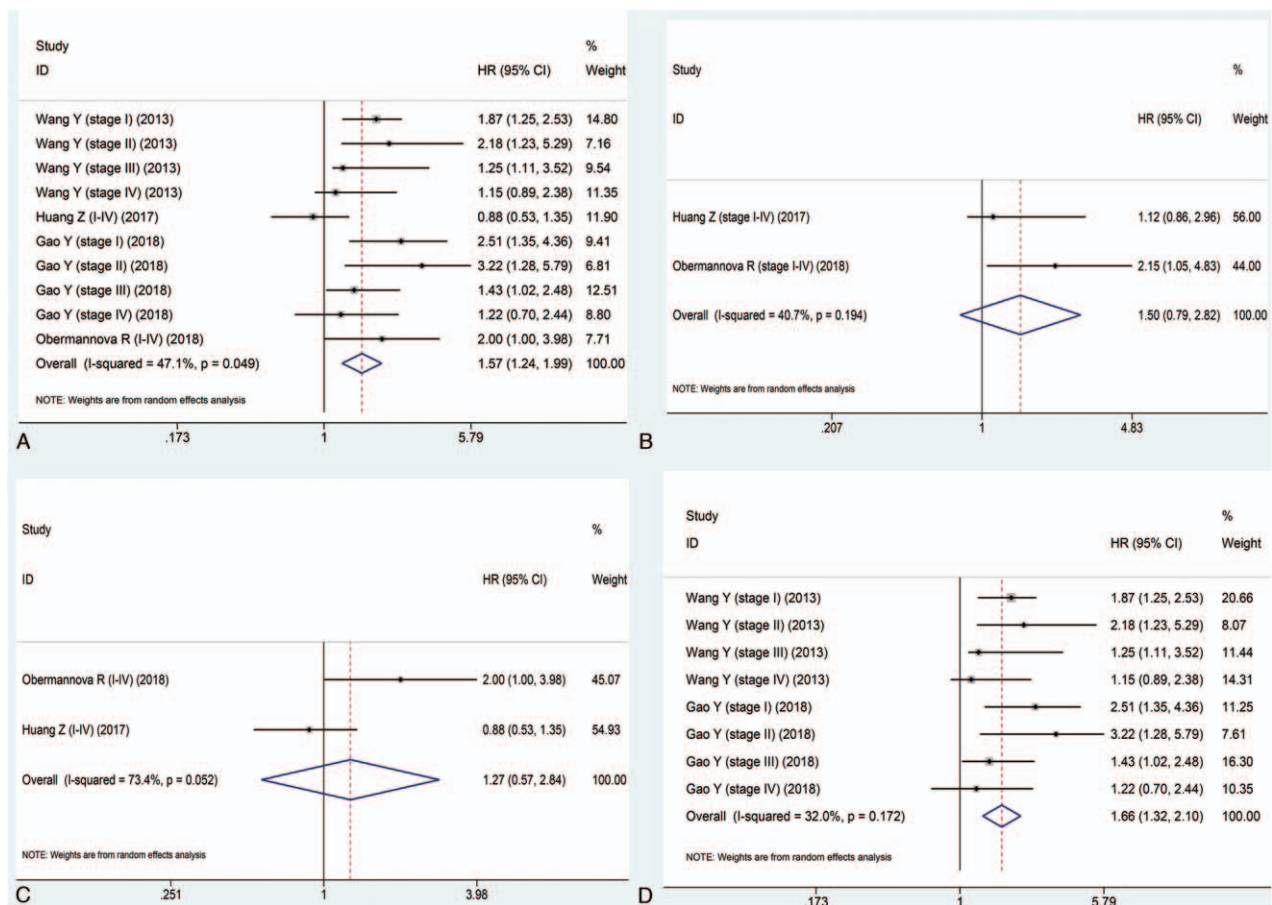 Study %
ID HR (95% CI) Weight
Wang Y (stage I) (2013) 1.87 (1.25, 2.53) 14.80
Wang Y (stage II) (2013) 2.18 (1.23, 5.29) 7.16
Wang Y (stage III) (2013) 1.25 (1.11, 3.52) 9.54
Wang Y (stage IV) (2013) 1.15 (0.89, 2.38) 11.35
Huang Z (I-IV) (2017) 0.88 (0.53, 1.35) 11.90
Gao Y (stage I) (2018) 2.51 (1.35, 4.36) 9.41
Gao Y (stage II) (2018) 3.22 (1.28, 5.79) 6.81
Gao Y (stage III) (2018) 1.43 (1.02, 2.48) 12.51
Gao Y (stage IV) (2018) 1.22 (0.70, 2.44) 8.80
Obermannova R (I-IV) (2018) 2.00 (1.00, 3.98) 7.71
Overall (I-squared = 47.1%, p = 0.049) 1.57 (1.24, 1.99) 100.00
NOTE: Weights are from random effects analysis
A .173 1 5.79
Study %
ID HR (95% CI) Weight
Huang Z (stage I-IV) (2017) 1.12 (0.86, 2.96) 56.00
Obermannova R (stage I-IV) (2018) 2.15 (1.05, 4.83) 44.00
Overall (I-squared = 40.7%, p = 0.194) 1.50 (0.79, 2.82) 100.00
NOTE: Weights are from random effects analysis
B .207 1 4.83
Study %
ID HR (95% CI) Weight
Obermannova R (I-IV) (2018) 2.00 (1.00, 3.98) 45.07
Huang Z (I-IV) (2017) 0.88 (0.53, 1.35) 54.93
Overall (I-squared = 73.4%, p = 0.052) 1.27 (0.57, 2.84) 100.00
NOTE: Weights are from random effects analysis
C .251 1 3.98
Study %
ID HR (95% CI) Weight
Wang Y (stage I) (2013) 1.87 (1.25, 2.53) 20.66
Wang Y (stage II) (2013) 2.18 (1.23, 5.29) 8.07
Wang Y (stage III) (2013) 1.25 (1.11, 3.52) 11.44
Wang Y (stage IV) (2013) 1.15 (0.89, 2.38) 14.31
Gao Y (stage I) (2018) 2.51 (1.35, 4.36) 11.25
Gao Y (stage II) (2018) 3.22 (1.28, 5.79) 7.61
Gao Y (stage III) (2018) 1.43 (1.02, 2.48) 16.30
Gao Y (stage IV) (2018) 1.22 (0.70, 2.44) 10.35
Overall (I-squared = 32.0%, p = 0.172) 1.66 (1.32, 2.10) 100.00
NOTE: Weights are from random effects analysis
D .173 1 5.79